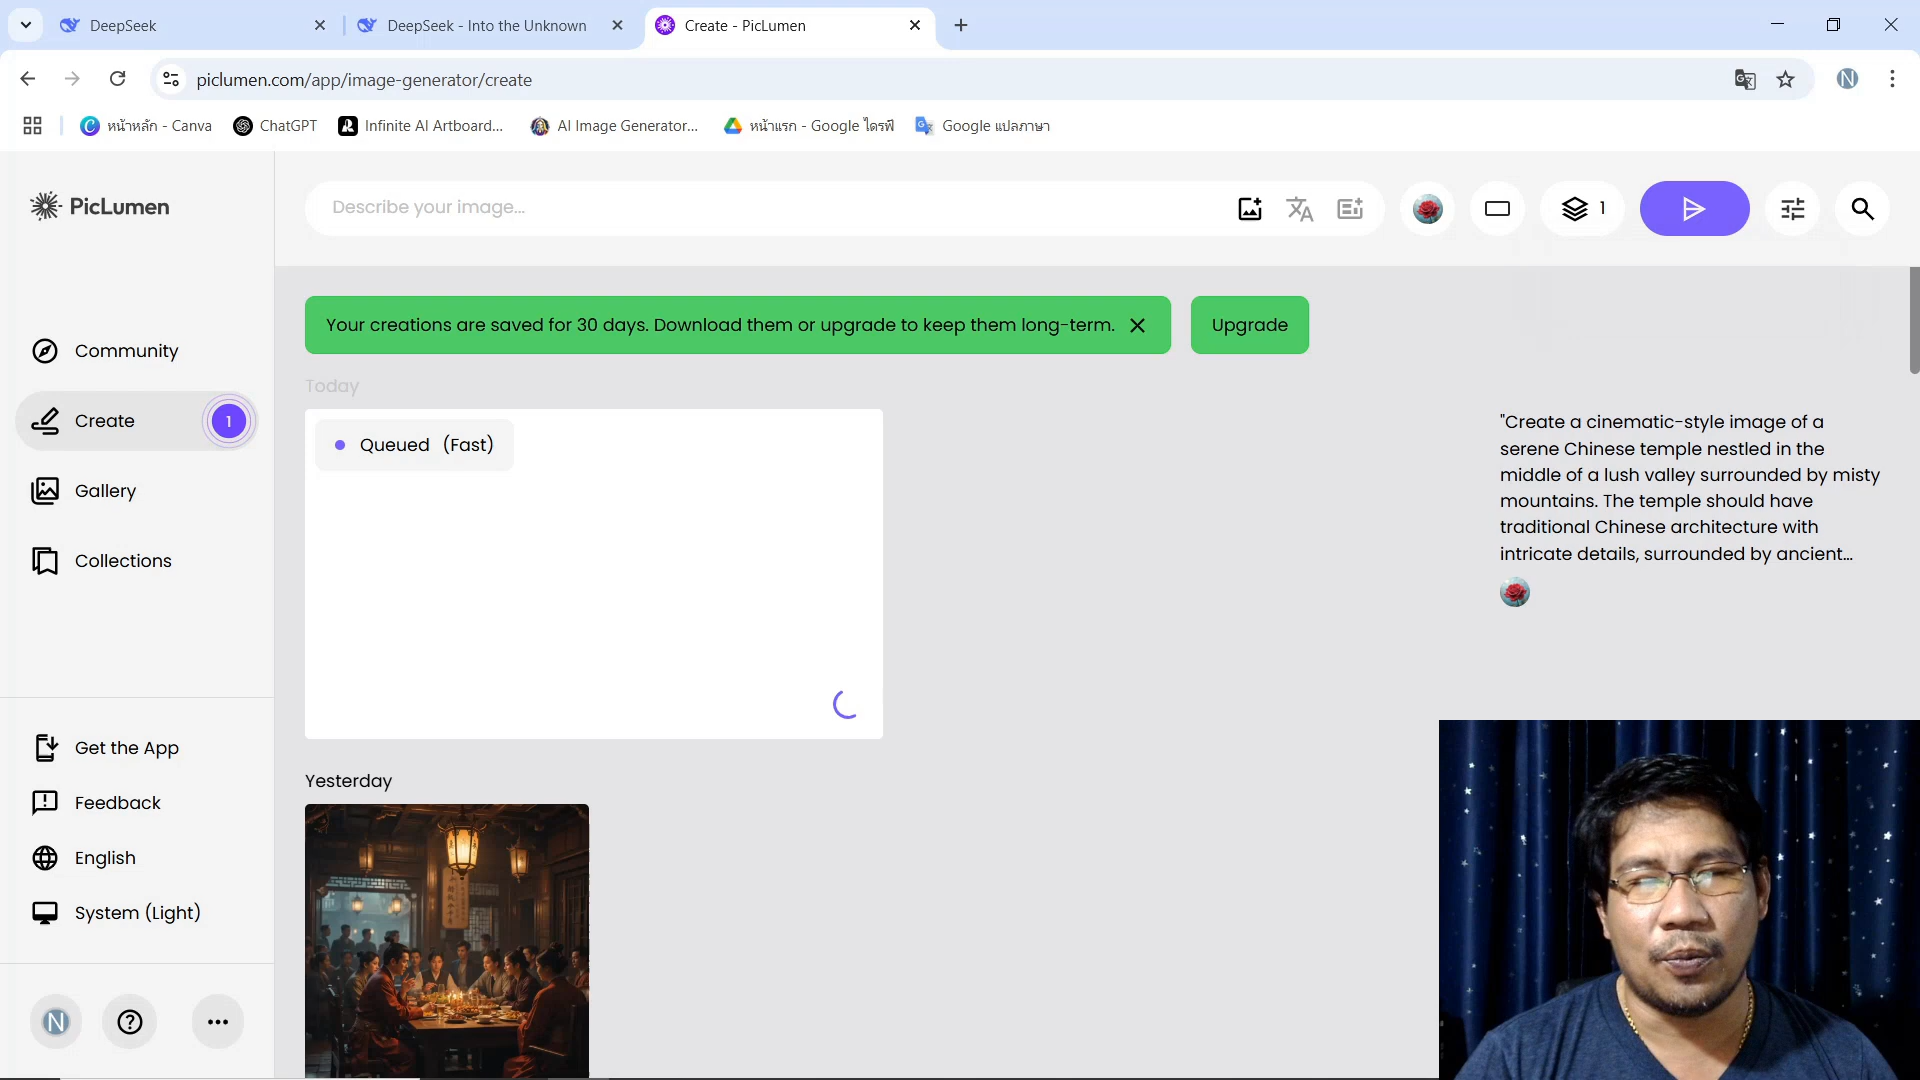 DeepSeek
DeepSeek - Into the Unknown
Create - PicLumen
piclumen.com/app/image-generator/create
หน้าหลัก - Canva
ChatGPT
Infinite AI Artboard...
AI Image Generator...
หน้าแรก - Google ไดรฟ์
Google แปลภาษา
PicLumen
Describe your image...
1
Community
Create
1
Gallery
Collections
Get the App
Feedback
English
System (Light)
N
Your creations are saved for 30 days. Download them or upgrade to keep them long-term.
Upgrade
Today
Queued (Fast)
"Create a cinematic-style image of a
serene Chinese temple nestled in the
middle of a lush valley surrounded by misty
mountains. The temple should have
traditional Chinese architecture with
intricate details, surrounded by ancient...
Yesterday